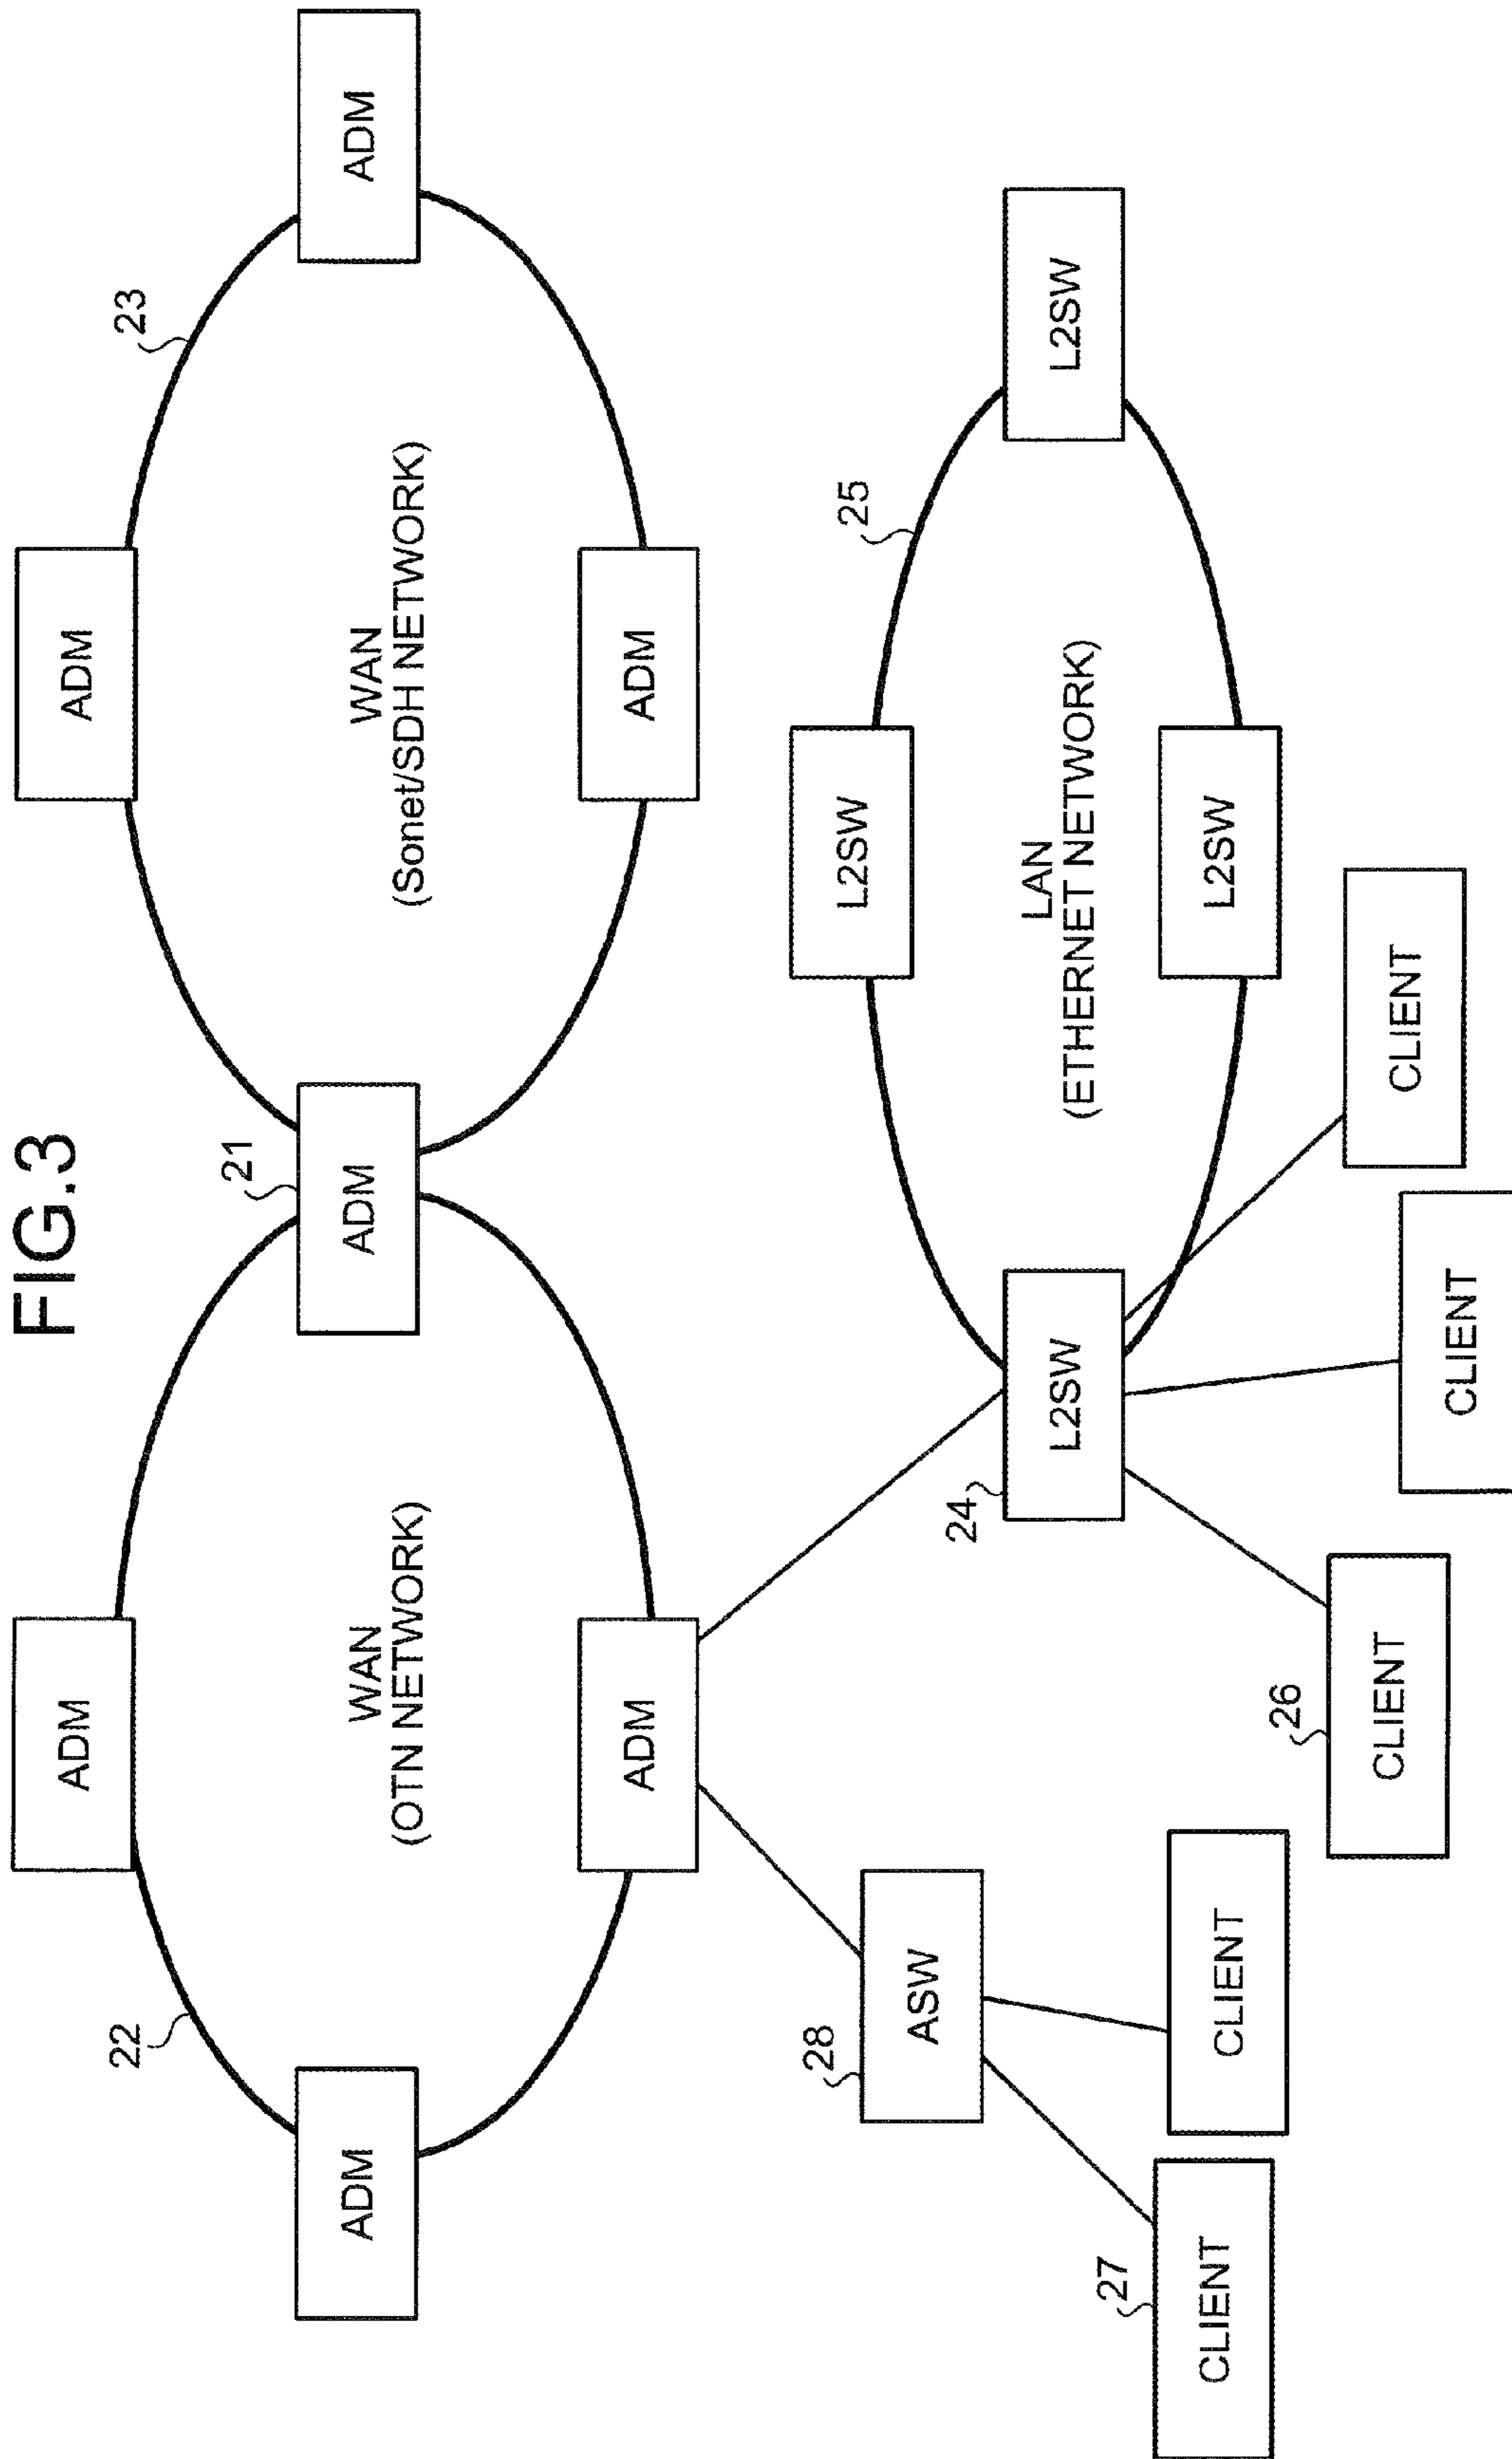 FIG.3
ADM
ADM
22
23
21
ADM
ADM
ADM
WAN
(OTN NETWORK)
WAN
(Sonet/SDH NETWORK)
ADM
ADM
25
L2SW
28
24
ASW
L2SW
LAN
(ETHERNET NETWORK)
L2SW
L2SW
27
26
CLIENT
CLIENT
CLIENT
CLIENT
CLIENT